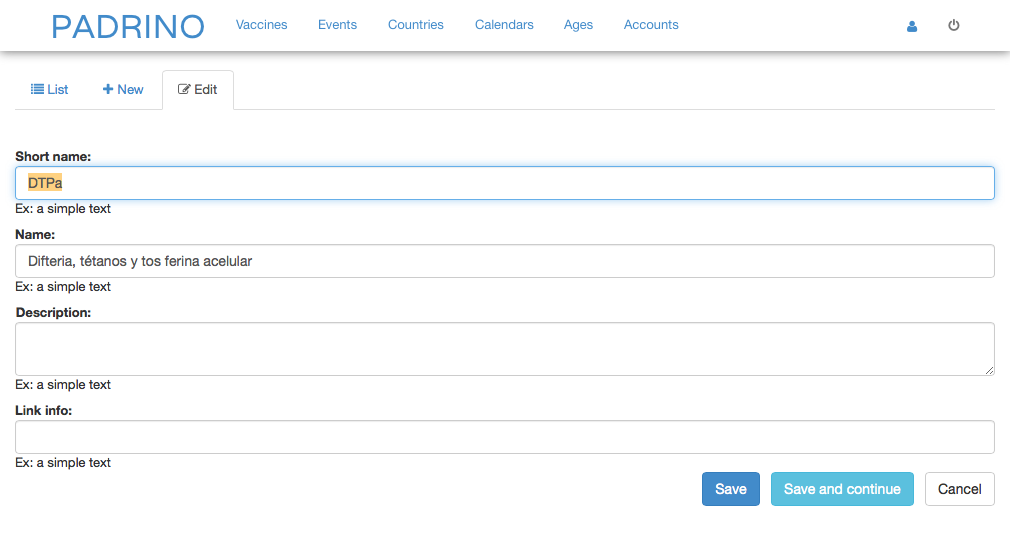 PADRINO Vaccines Events Countries Calendars Ages Accounts
List New Edit
Short name:
DTPa
Ex: a simple text
Name:
Difteria, tétanos y tos ferina acelular
Ex: a simple text
Description:
Ex: a simple text
Link info:
Ex: a simple text
Save Save and continue Cancel